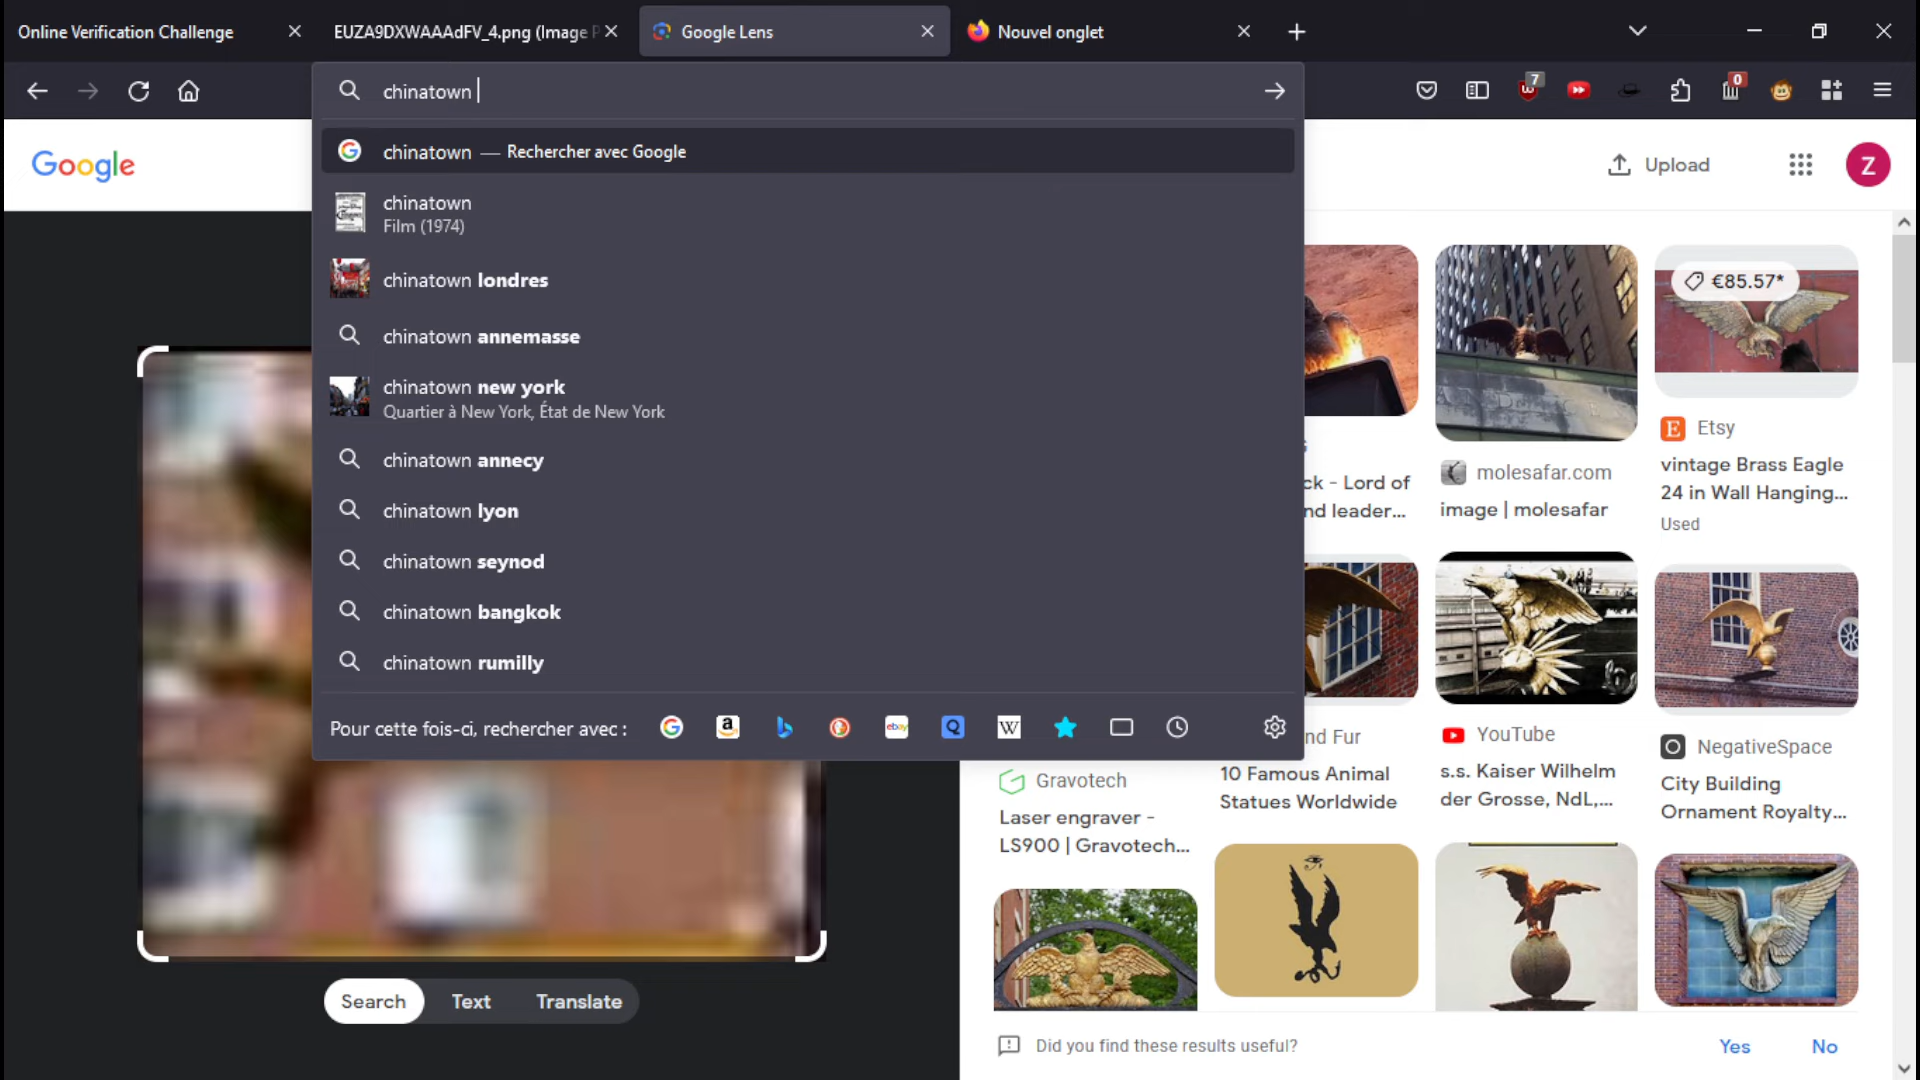 Online Verification Challenge
EUZA9DXWAAAdFV_4.png (Image P
Google Lens
Nouvel onglet
chinatown
7
0
Google
Upload
Z
chinatown — Rechercher avec Google
chinatown
Film (1974)
chinatown londres
chinatown annemasse
chinatown new york
Quartier à New York, État de New York
chinatown annecy
chinatown lyon
chinatown seynod
chinatown bangkok
chinatown rumilly
Pour cette fois-ci, rechercher avec :
a
ebay
Q
W
€85.57*
E Etsy
vintage Brass Eagle
24 in Wall Hanging...
Used
molesafar.com
image | molesafar
ck - Lord of
nd leader...
nd Fur
10 Famous Animal
Statues Worldwide
YouTube
s.s. Kaiser Wilhelm
der Grosse, NdL,...
NegativeSpace
City Building
Ornament Royalty...
Gravotech
Laser engraver -
LS900 | Gravotech...
Search
Text
Translate
Did you find these results useful?
Yes
No